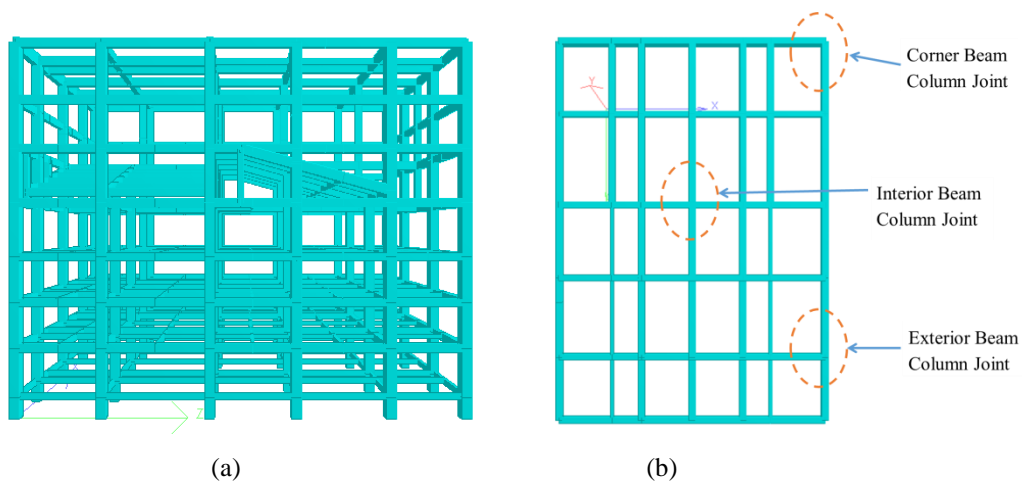 Corner Beam
Column Joint
Y
X
Interior Beam
Column Joint
Exterior Beam
Column Joint
X
Z
(a)
(b)